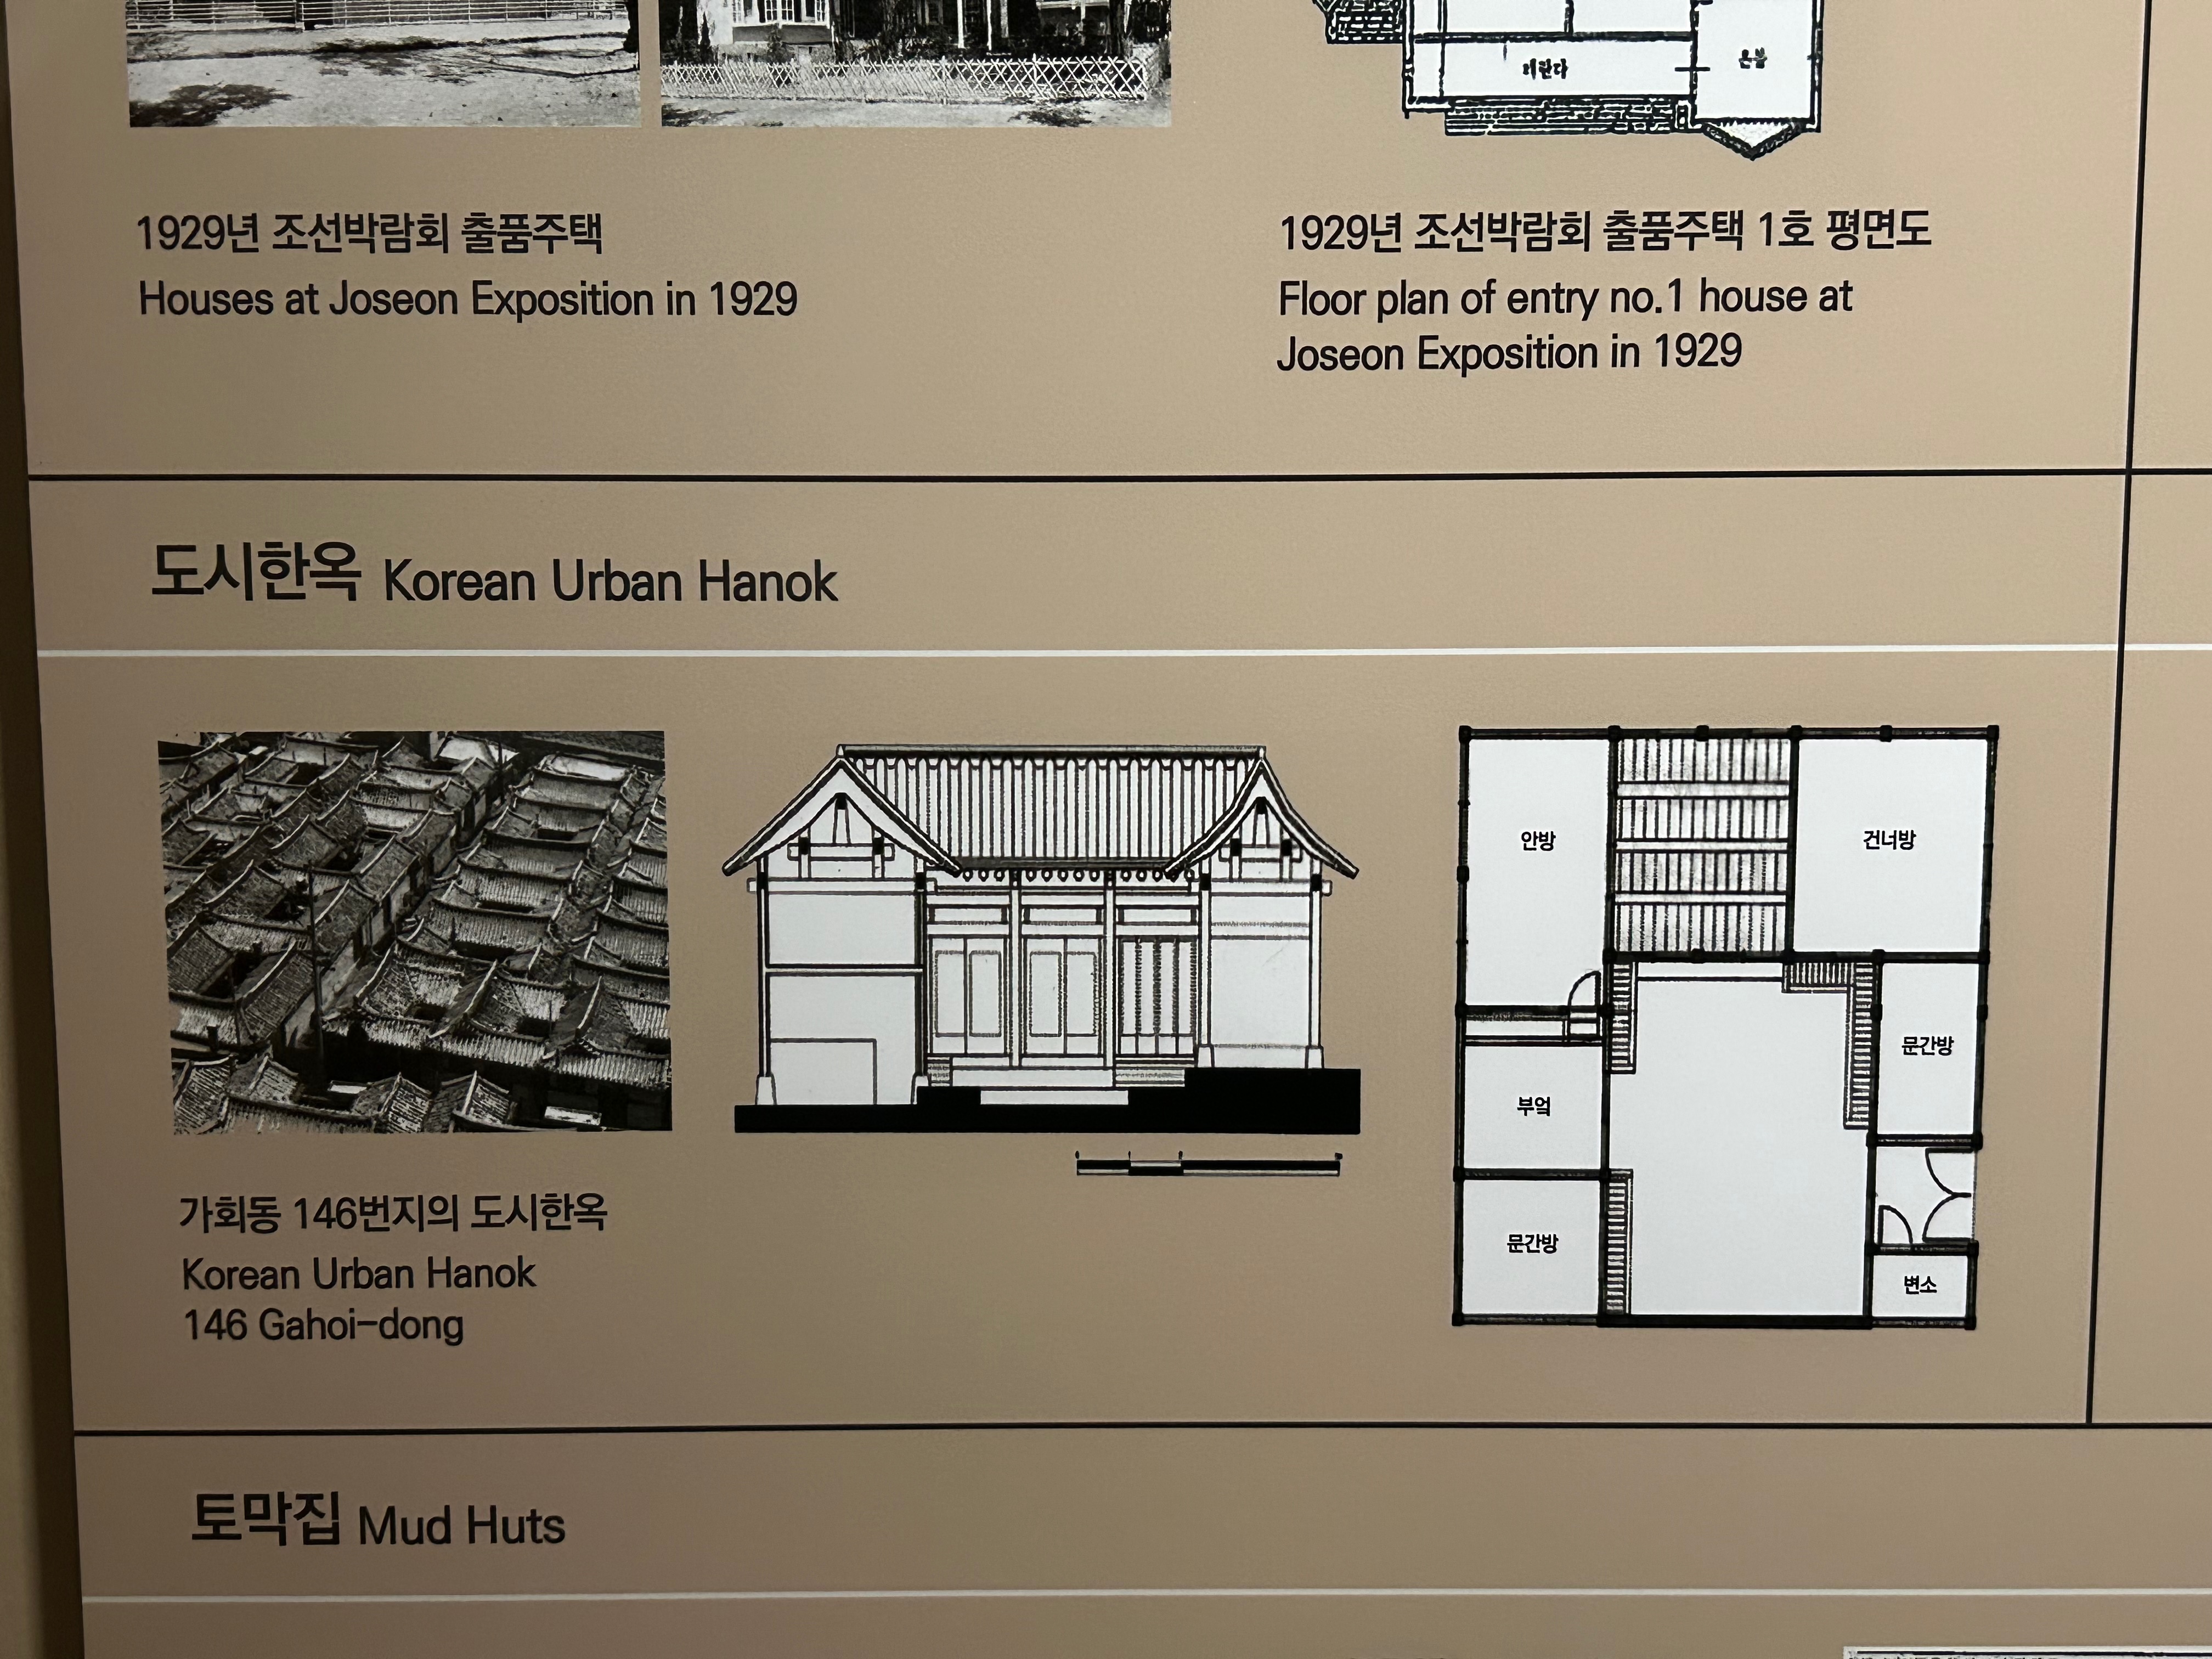 베란다
온돌
1929년 조선박람회 출품주택
Houses at Joseon Exposition in 1929
1929년 조선박람회 출품주택 1호 평면도
Floor plan of entry no.1 house at
Joseon Exposition in 1929
도시한옥 Korean Urban Hanok
안방
건너방
문간방
부엌
문간방
변소
가회동 146번지의 도시한옥
Korean Urban Hanok
146 Gahoi-dong
토막집 Mud Huts